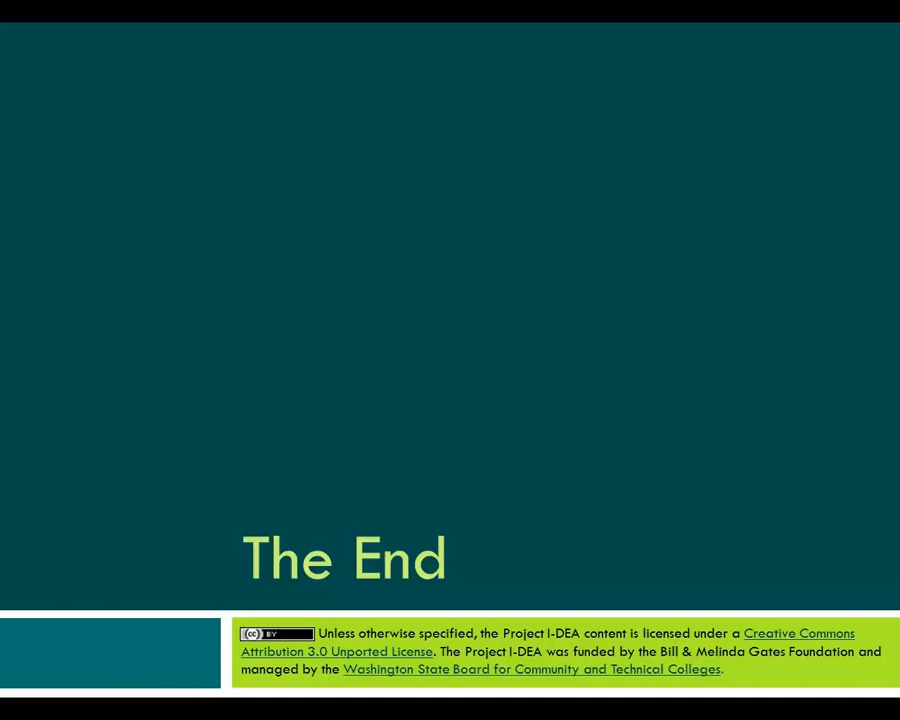 The End
(cc) BY Unless otherwise specified, the Project I-DEA content is licensed under a Creative Commons
Attribution 3.0 Unported License. The Project I-DEA was funded by the Bill & Melinda Gates Foundation and
managed by the Washington State Board for Community and Technical Colleges.